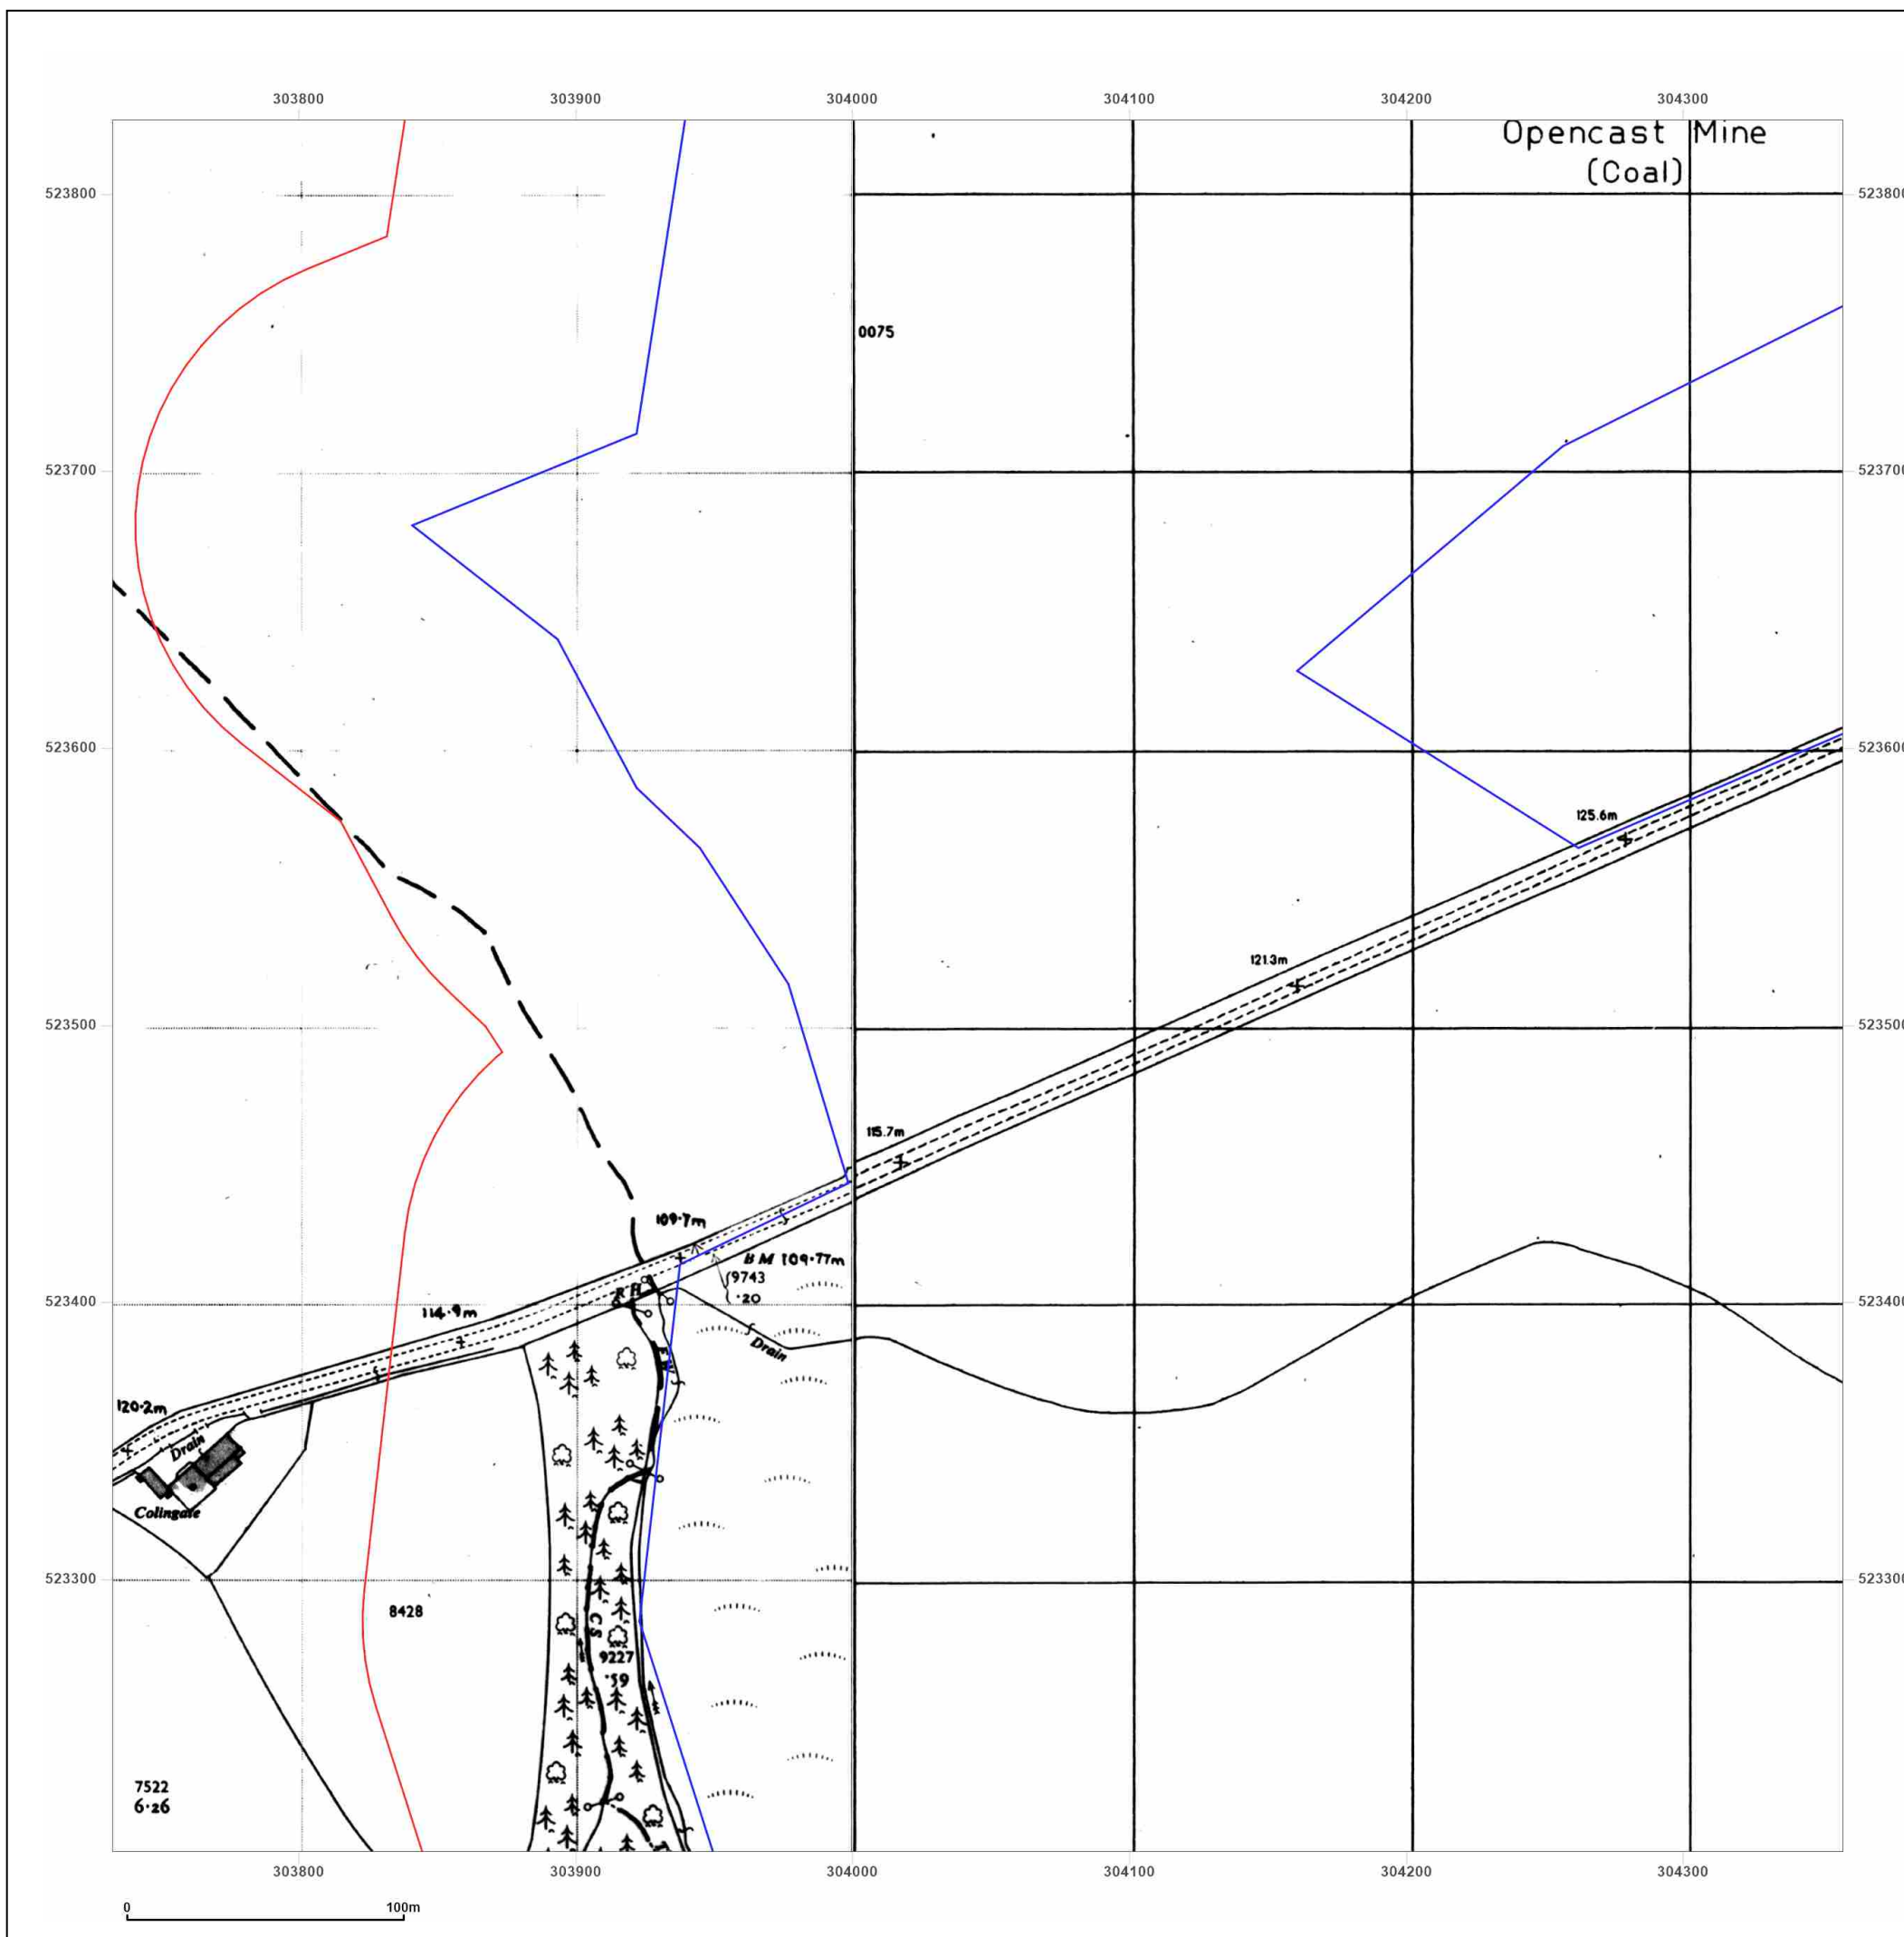 303800 303900 304000 304100 304200 304300
Opencast Mine
(Coal)
523800 523800
0075
523700 523700
523600 523600
125.6m
121.3m
523500 523500
115.7m
109·7m
BM 109·77m
9743
·20
R H
523400 523400
114·9m
Drain
120·2m
Drain
Colingate
523300 523300
8428
CS
9227
·59
7522
6·26
303800 303900 304000 304100 304200 304300
0 100m